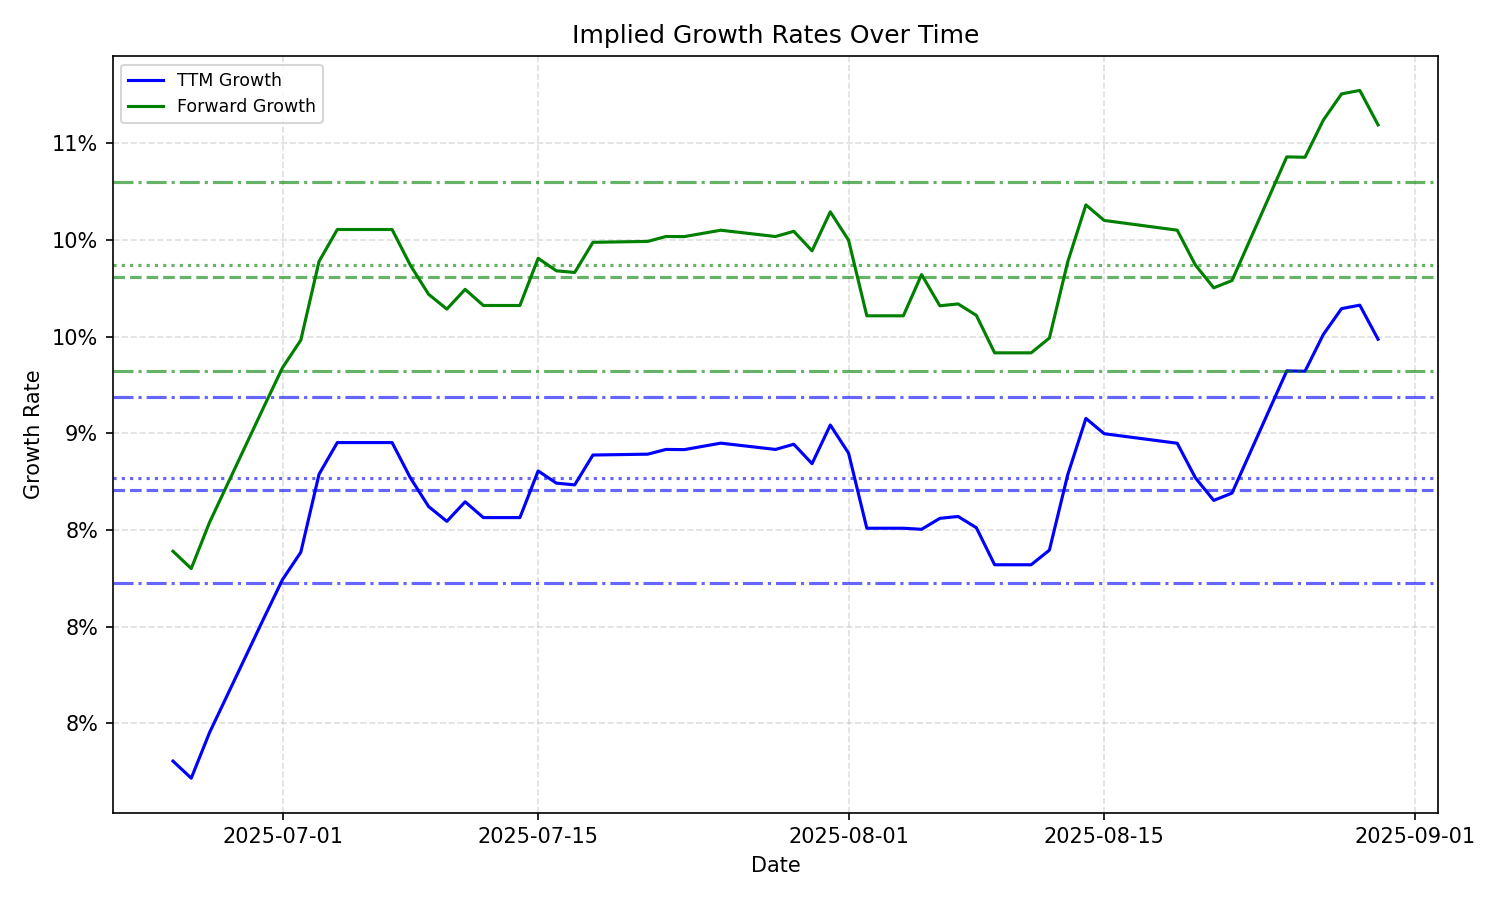 Implied Growth Rates Over Time
TTM Growth
Forward Growth
11%
10%
10%
9%
8%
8%
8%
Growth Rate
2025-07-01
2025-07-15
2025-08-01
2025-08-15
2025-09-01
Date